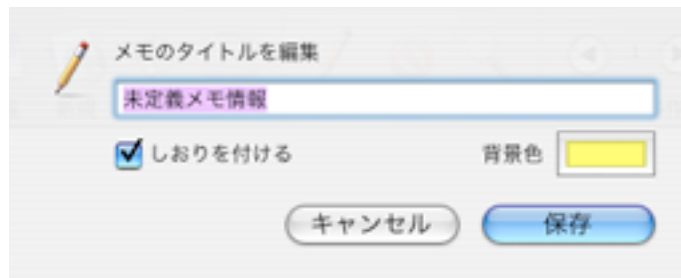 メモのタイトルを編集
未定義メモ情報
しおりを付ける 背景色
キャンセル 保存